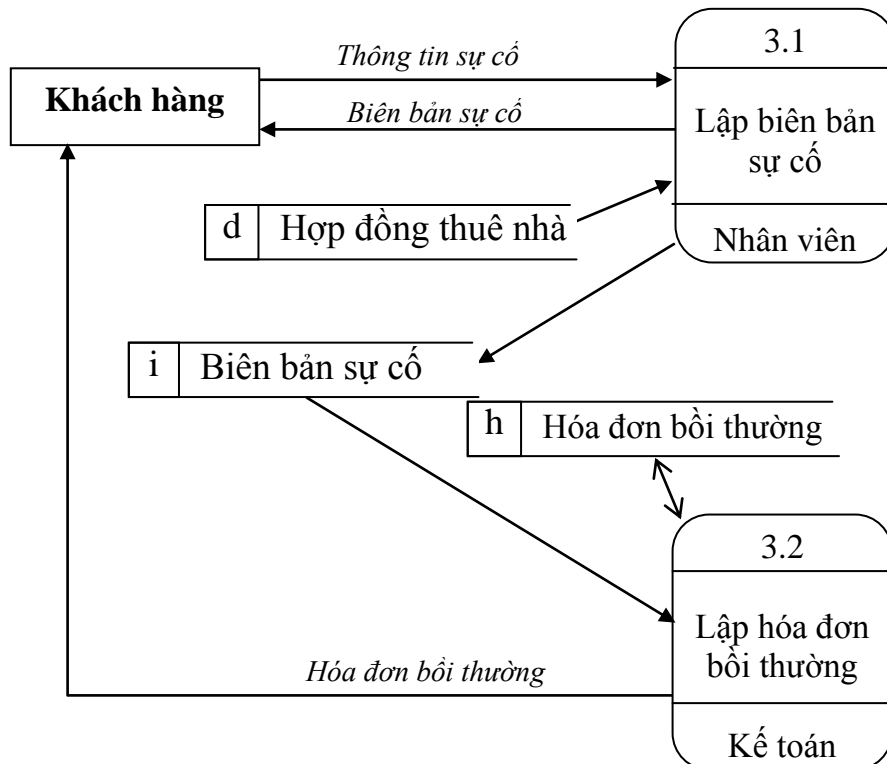 3.1
Thông tin sự cố
Khách hàng
Biên bản sự cố
Lập biên bản
sự cố
d
Hợp đồng thuê nhà
Nhân viên
i
Biên bản sự cố
h
Hóa đơn bồi thường
3.2
Lập hóa đơn
bồi thường
Hóa đơn bồi thường
Kế toán